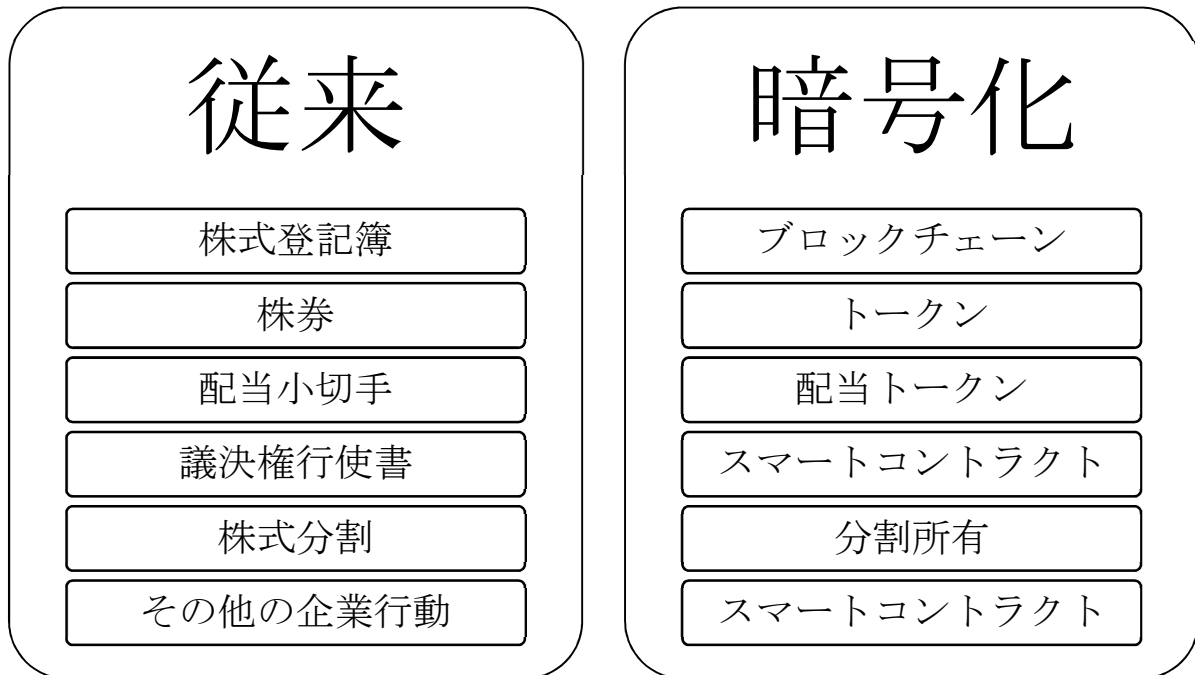 従来
株式登記簿
株券
配当小切手
議決権行使書
株式分割
その他の企業行動
暗号化
ブロックチェーン
トークン
配当トークン
スマートコントラクト
分割所有
スマートコントラクト